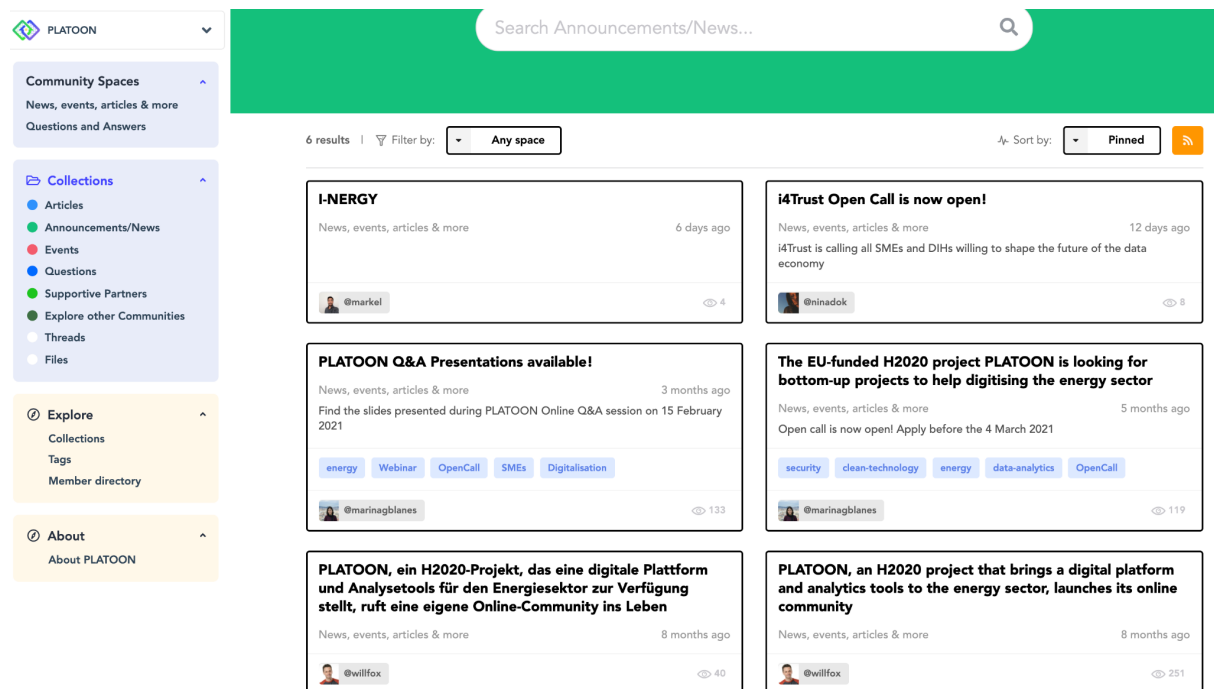 PLATOON
Community Spaces
News, events, articles & more
Questions and Answers
Collections
Articles
Announcements/News
Events
Questions
Supportive Partners
Explore other Communities
Threads
Files
Explore
Collections
Tags
Member directory
About
About PLATOON
Search Announcements/News...
6 results | Filter by: Any space
Sort by: Pinned
I-NERGY
News, events, articles & more 6 days ago
@markel 4
i4Trust Open Call is now open!
News, events, articles & more 12 days ago
i4Trust is calling all SMEs and DIHs willing to shape the future of the data
economy
@ninadok 8
PLATOON Q&A Presentations available!
News, events, articles & more 3 months ago
Find the slides presented during PLATOON Online Q&A session on 15 February
2021
energy Webinar OpenCall SMEs Digitalisation
@marinagblanes 133
The EU-funded H2020 project PLATOON is looking for
bottom-up projects to help digitising the energy sector
News, events, articles & more 5 months ago
Open call is now open! Apply before the 4 March 2021
security clean-technology energy data-analytics OpenCall
@marinagblanes 119
PLATOON, ein H2020-Projekt, das eine digitale Plattform
und Analysetools für den Energiesektor zur Verfügung
stellt, ruft eine eigene Online-Community ins Leben
News, events, articles & more 8 months ago
@willfox 40
PLATOON, an H2020 project that brings a digital platform
and analytics tools to the energy sector, launches its online
community
News, events, articles & more 8 months ago
@willfox 251